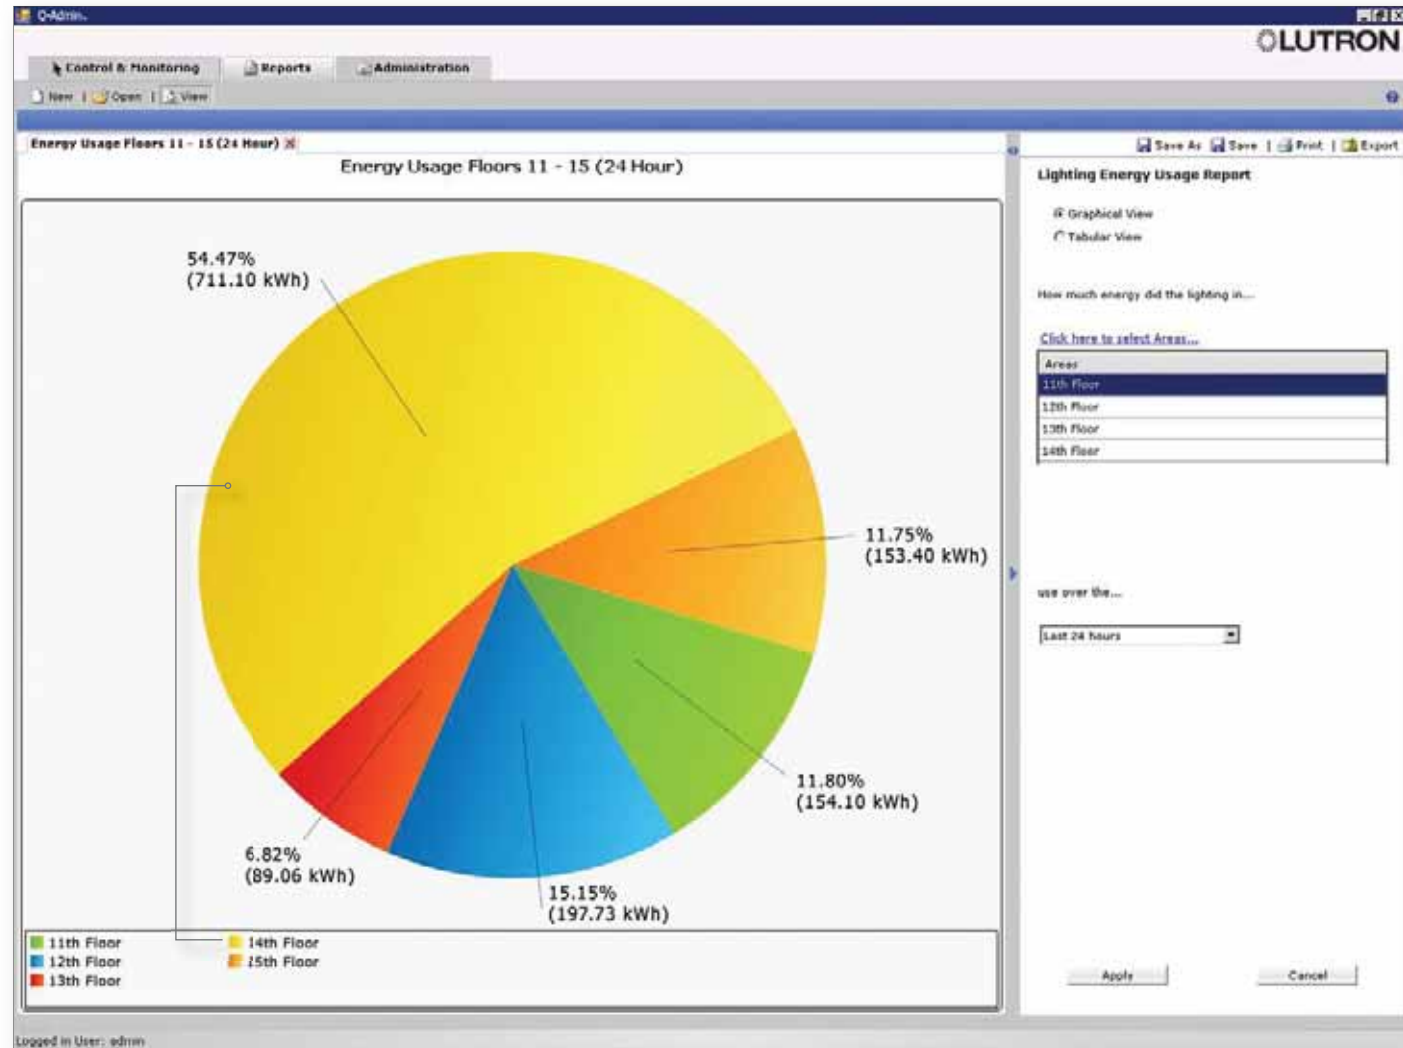 Q-Admin.
LUTRON
Control & Monitoring
Reports
Administration
New | Open | View
Energy Usage Floors 11 - 15 (24 Hour)
Save As Save | Print | Export
Energy Usage Floors 11 - 15 (24 Hour)
Lighting Energy Usage Report
Graphical View
Tabular View
How much energy did the lighting in...
Click here to select Areas...
Areas
11th Floor
12th Floor
13th Floor
14th Floor
use over the...
Last 24 hours
Apply
Cancel
54.47%
(711.10 kWh)
11.75%
(153.40 kWh)
11.80%
(154.10 kWh)
6.82%
(89.06 kWh)
15.15%
(197.73 kWh)
11th Floor
12th Floor
13th Floor
14th Floor
15th Floor
Logged in User: admin